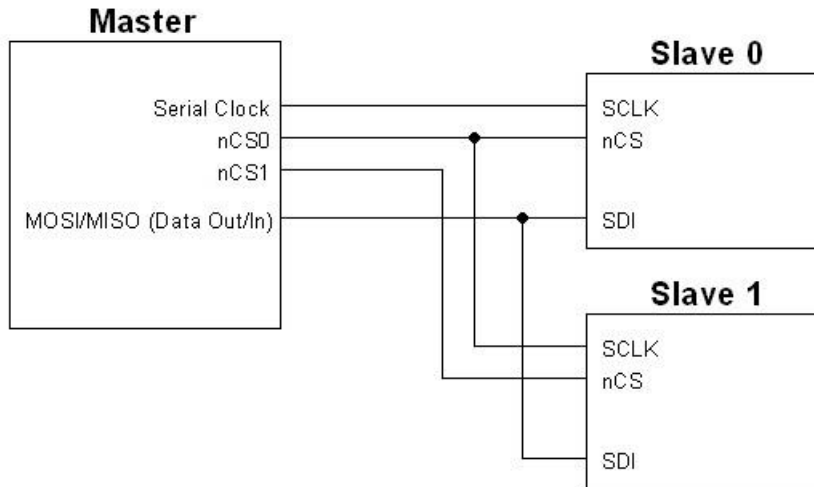 Master
Serial Clock
nCS0
nCS1
MOSI/MISO (Data Out/In)
Slave 0
SCLK
nCS
SDI
Slave 1
SCLK
nCS
SDI